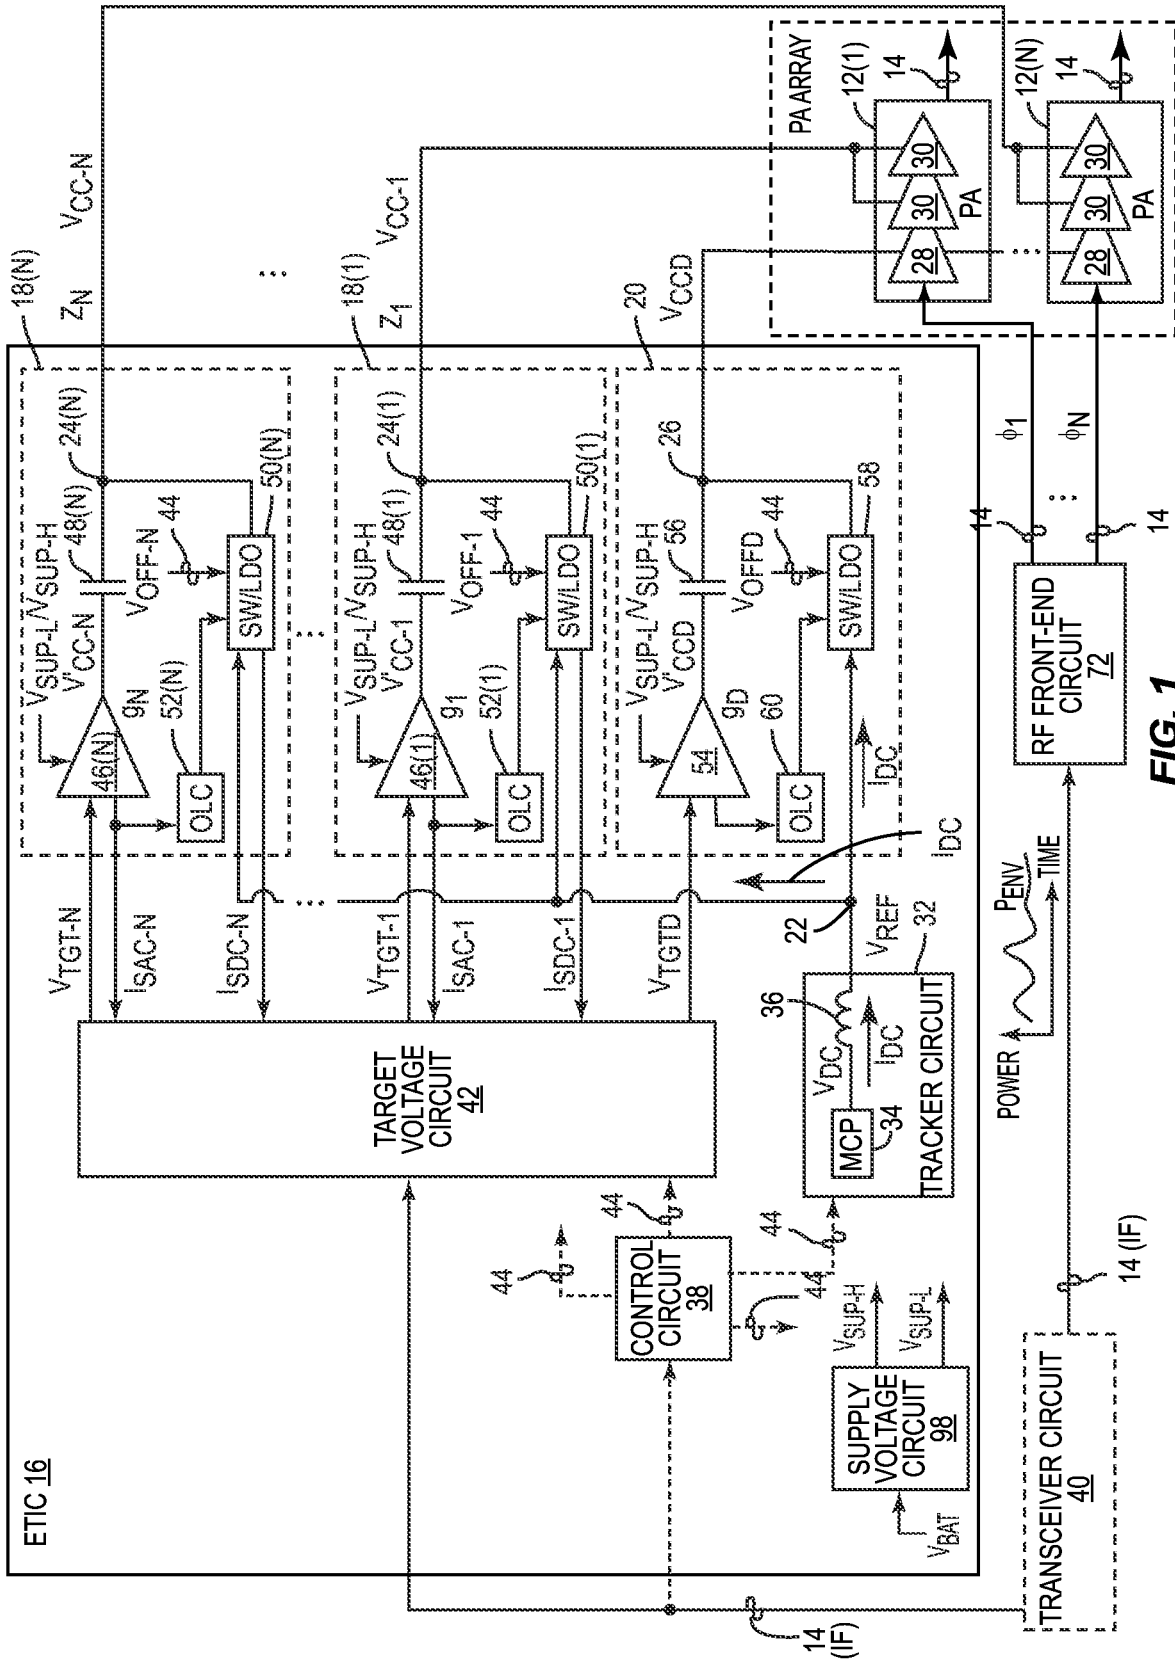 ETIC 16
VTGT-N
ISAC-N
ISDC-N
VSUP-L/VSUP-H
V'CC-N
46(N)
9N
48(N)
24(N)
18(N)
ZN
VCC-N
OLC
52(N)
VOFF-N
44
SW/LDO
50(N)
...
...
...
VTGT-1
ISAC-1
ISDC-1
VSUP-L/VSUP-H
V'CC-1
46(1)
91
48(1)
24(1)
18(1)
Z1
VCC-1
OLC
52(1)
VOFF-1
44
SW/LDO
50(1)
TARGET
VOLTAGE
CIRCUIT
42
VTGTD
VSUP-L/VSUP-H
V'CCD
54
9D
56
26
20
VCCD
OLC
60
VOFFD
44
SW/LDO
58
IDC
IDC
22
VREF
32
36
VDC
IDC
MCP
34
TRACKER CIRCUIT
44
44
44
44
CONTROL
CIRCUIT
38
VSUP-H
VSUP-L
SUPPLY
VOLTAGE
CIRCUIT
98
VBAT
14
(IF)
TRANSCEIVER CIRCUIT
40
14 (IF)
POWER
PENV
TIME
RF FRONT-END
CIRCUIT
72
14
14
...
ϕ1
ϕN
PA ARRAY
12(1)
14
28
30
30
PA
...
12(N)
14
28
30
30
PA
FIG. 1